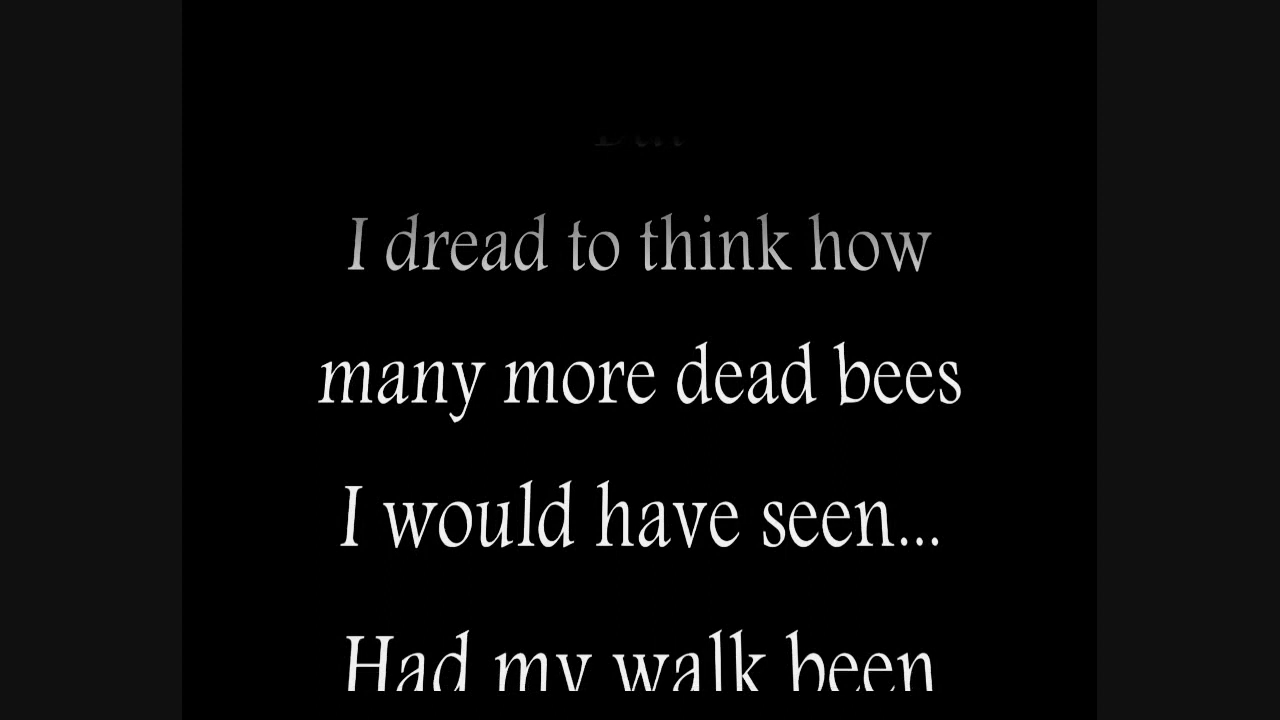 I dread to think how
many more dead bees
I would have seen...
Had my walk been